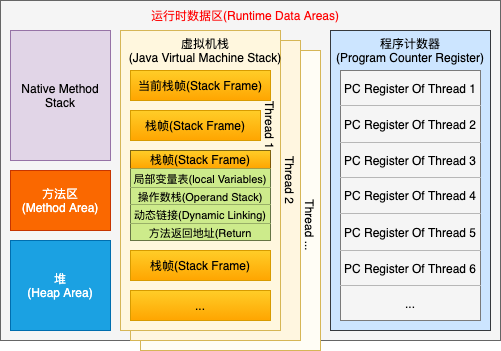 运行时数据区(Runtime Data Areas)
Native Method
Stack
方法区
(Method Area)
堆
(Heap Area)
虚拟机栈
(Java Virtual Machine Stack)
当前栈帧(Stack Frame)
栈帧(Stack Frame)
栈帧(Stack Frame)
局部变量表(local Variables)
操作数栈(Operand Stack)
动态链接(Dynamic Linking)
方法返回地址(Return
栈帧(Stack Frame)
...
Thread 1
Thread 2
Thread ...
程序计数器
(Program Counter Register)
PC Register Of Thread 1
PC Register Of Thread 2
PC Register Of Thread 3
PC Register Of Thread 4
PC Register Of Thread 5
PC Register Of Thread 6
...